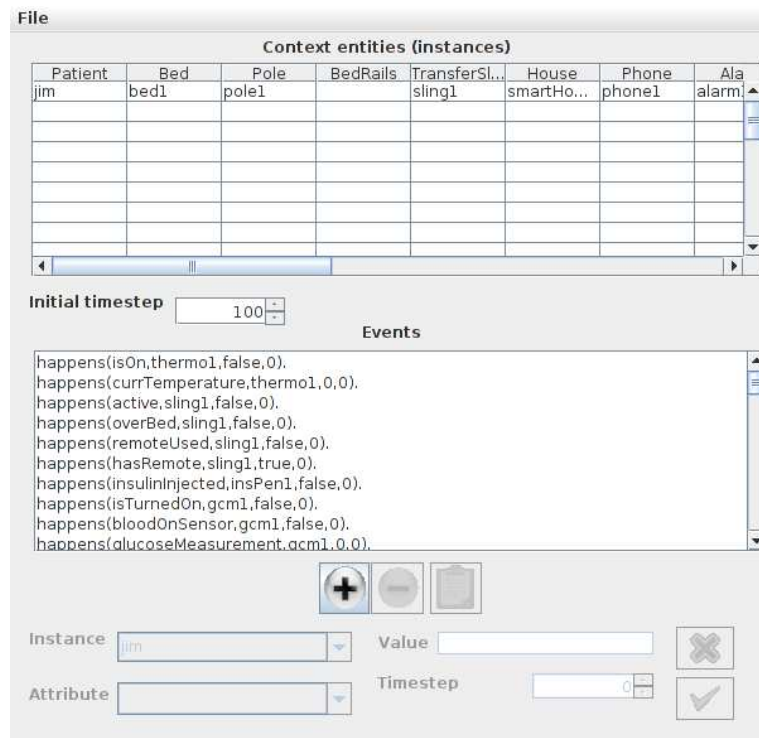 File
Context entities (instances)
Patient Bed Pole BedRails TransferSl... House Phone Ala
jim bed1 pole1 sling1 smartHo... phone1 alarm
Initial timestep 100
Events
happens(isOn,thermo1,false,0).
happens(currTemperature,thermo1,0,0).
happens(active,sling1,false,0).
happens(overBed,sling1,false,0).
happens(remoteUsed,sling1,false,0).
happens(hasRemote,sling1,true,0).
happens(insulinInjected,insPen1,false,0).
happens(isTurnedOn,gcm1,false,0).
happens(bloodOnSensor,gcm1,false,0).
happens(glucoseMeasurement,gcm1,0,0).
Instance jim Value
Attribute Timestep 0